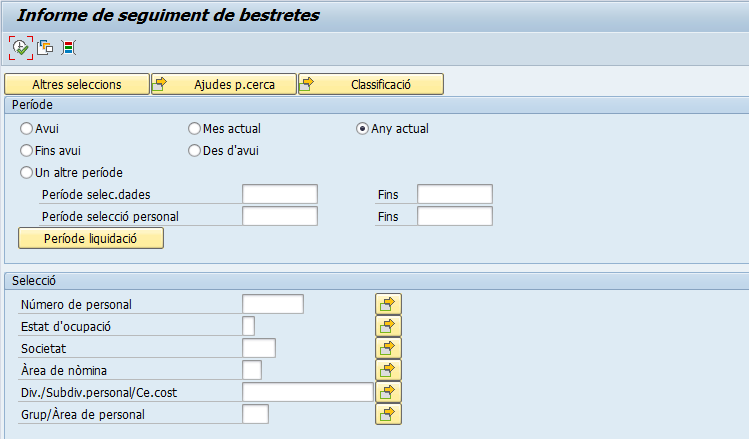 Informe de seguiment de bestretes
Altres seleccions Ajudes p.cerca Classificació
Període
Avui Mes actual Any actual
Fins avui Des d'avui
Un altre període
Període selec.dades Fins
Període selecció personal Fins
Període liquidació
Selecció
Número de personal
Estat d'ocupació
Societat
Àrea de nòmina
Div./Subdiv.personal/Ce.cost
Grup/Àrea de personal